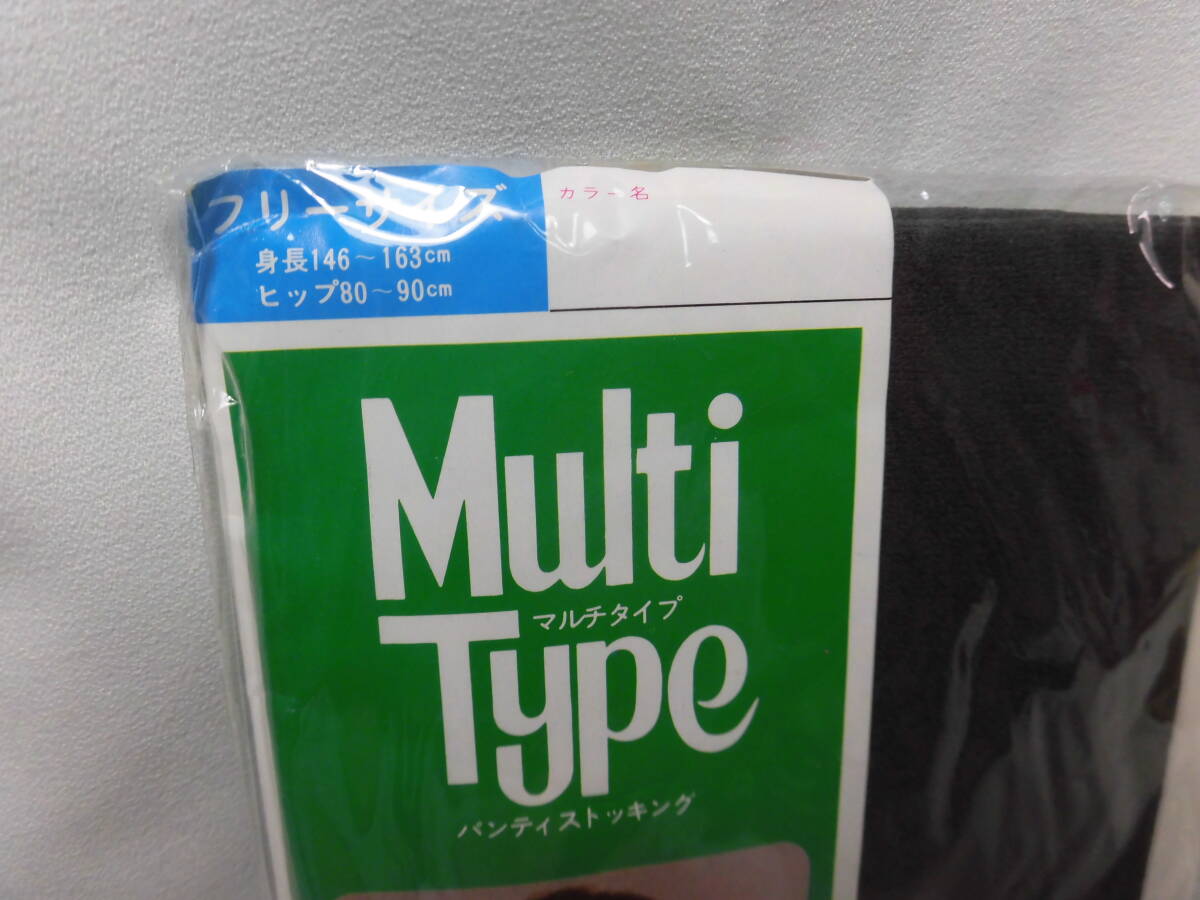 フリーサイズ
身長146～163cm
ヒップ80～90cm
カラー名
Multi
マルチタイプ
Type
パンティストッキング